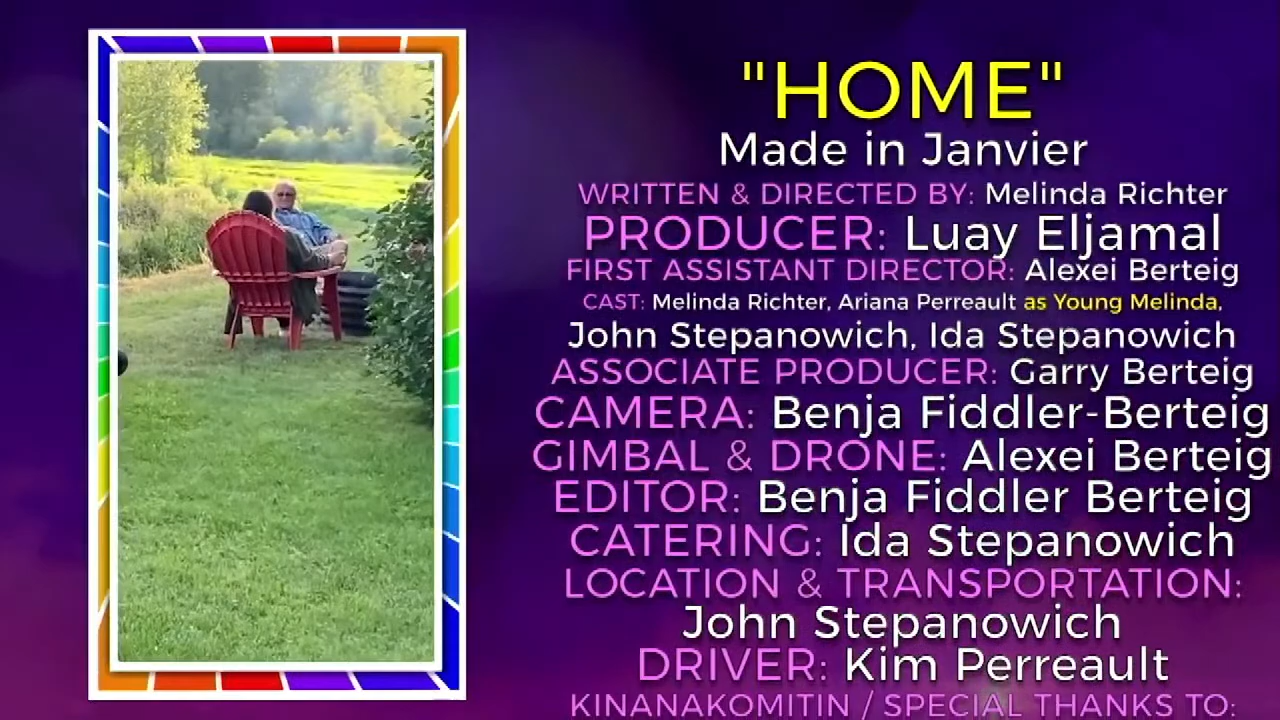 "HOME"
Made in Janvier
WRITTEN & DIRECTED BY: Melinda Richter
PRODUCER: Luay Eljamal
FIRST ASSISTANT DIRECTOR: Alexei Berteig
CAST: Melinda Richter, Ariana Perreault as Young Melinda,
John Stepanowich, Ida Stepanowich
ASSOCIATE PRODUCER: Garry Berteig
CAMERA: Benja Fiddler-Berteig
GIMBAL & DRONE: Alexei Berteig
EDITOR: Benja Fiddler Berteig
CATERING: Ida Stepanowich
LOCATION & TRANSPORTATION:
John Stepanowich
DRIVER: Kim Perreault
KINANAKOMITIN / SPECIAL THANKS TO: